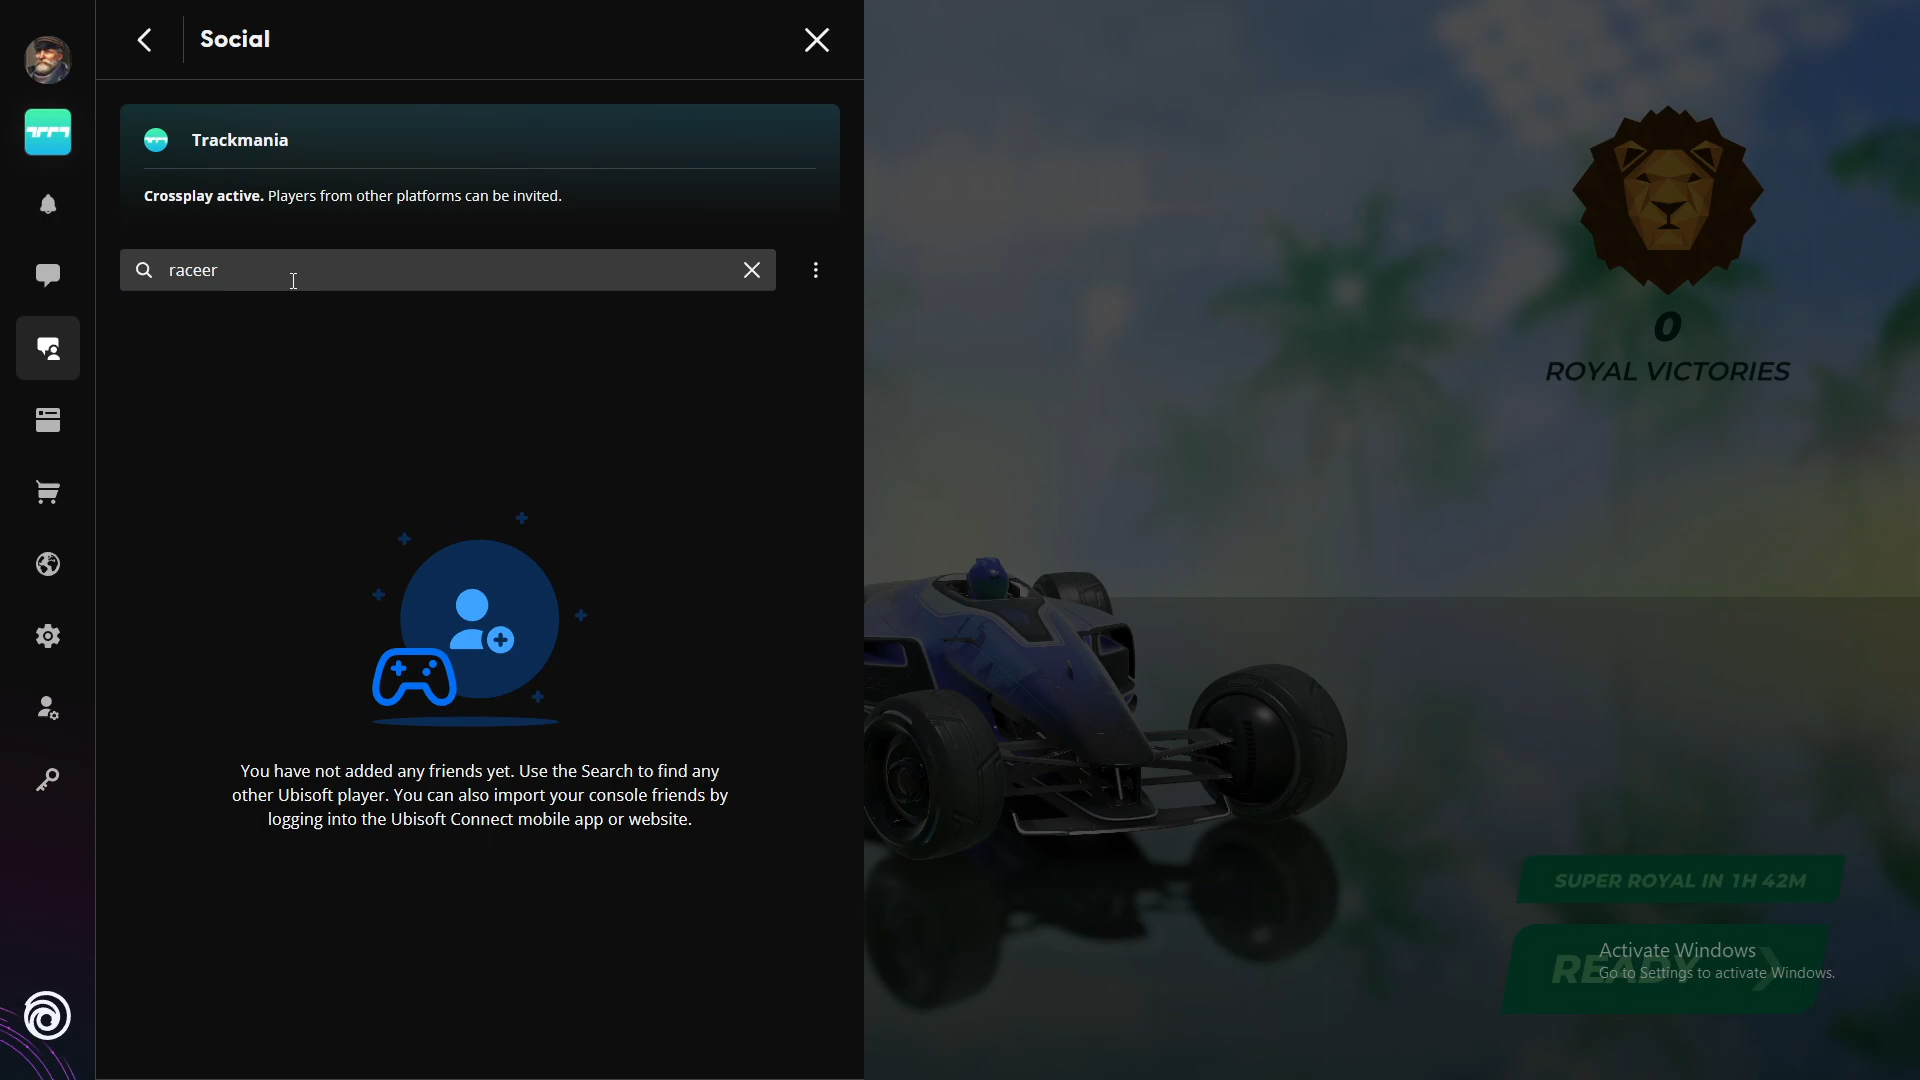 Social
Trackmania
Crossplay active. Players from other platforms can be invited.
raceer
You have not added any friends yet. Use the Search to find any
other Ubisoft player. You can also import your console friends by
logging into the Ubisoft Connect mobile app or website.
0
ROYAL VICTORIES
SUPER ROYAL IN 1H 42M
READY
Activate Windows
Go to Settings to activate Windows.